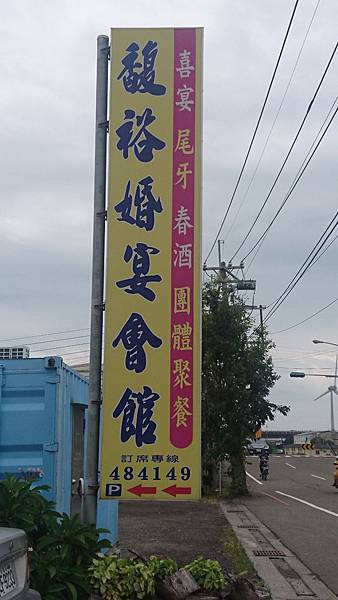 馥裕婚宴會館
喜宴 尾牙 春酒 團體聚餐
訂席專線
484149
P